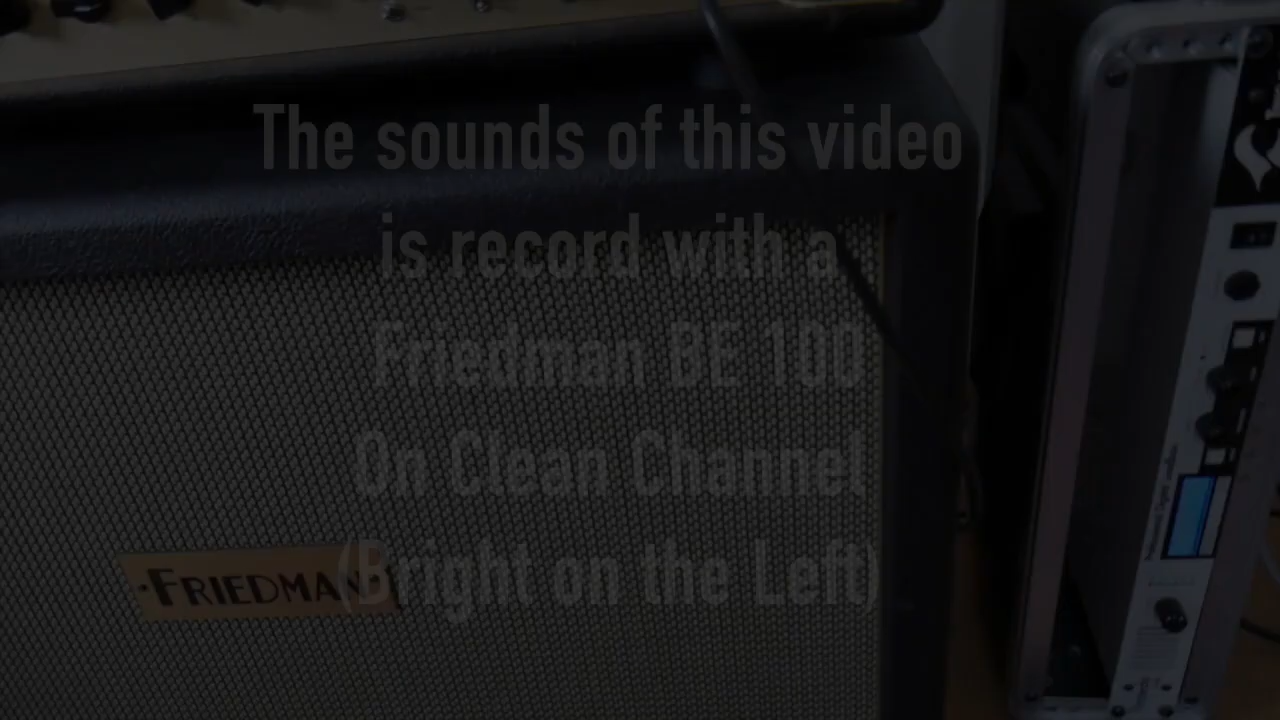 The sounds of this video
is record with a
Friedman BE 100
On Clean Channel
(Bright on the Left)
·FRIEDMAN·